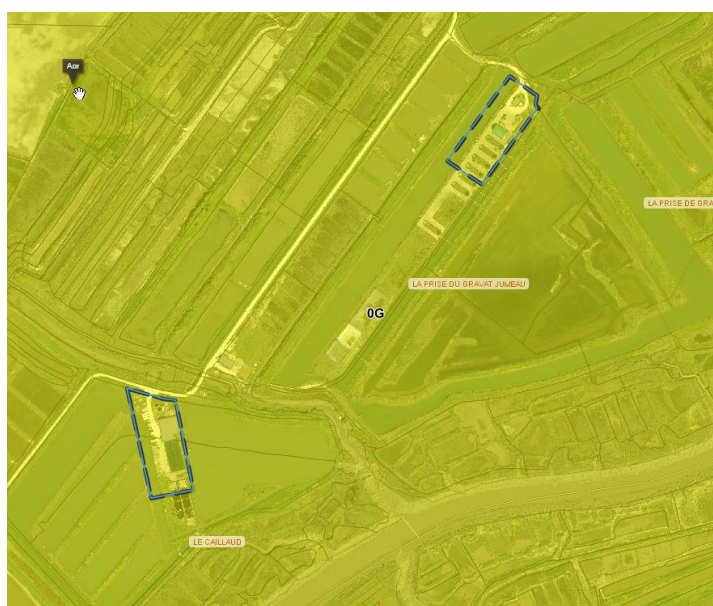 Aor
LA PRISE DE GRA
LA PRISE DU GRAVAT JUMEAU
0G
LE CAILLAUD